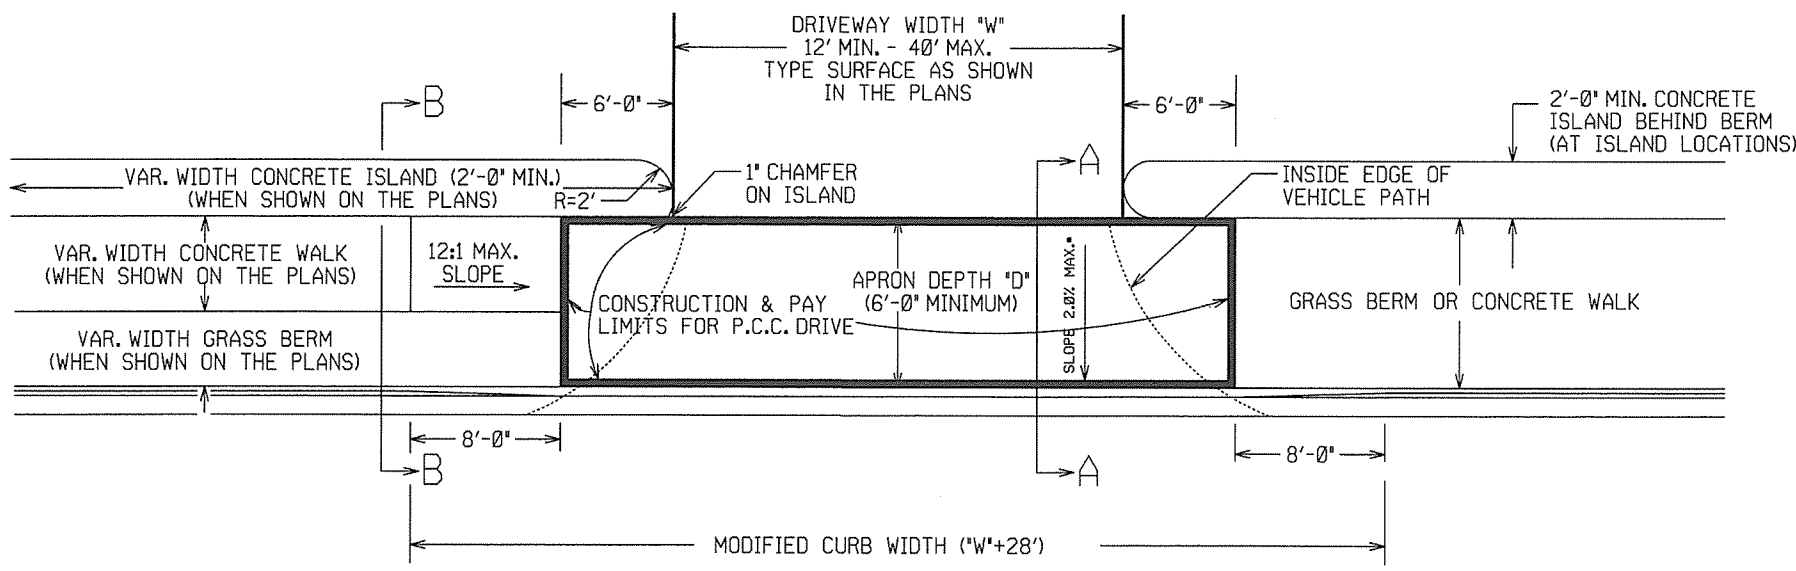 DRIVEWAY WIDTH "W"
12' MIN. - 40' MAX.
TYPE SURFACE AS SHOWN
IN THE PLANS
B
6'-0"
6'-0"
2'-0" MIN. CONCRETE
ISLAND BEHIND BERM
(AT ISLAND LOCATIONS)
A
VAR. WIDTH CONCRETE ISLAND (2'-0" MIN.)
(WHEN SHOWN ON THE PLANS)
R=2'
1" CHAMFER
ON ISLAND
INSIDE EDGE OF
VEHICLE PATH
VAR. WIDTH CONCRETE WALK
(WHEN SHOWN ON THE PLANS)
12:1 MAX.
SLOPE
APRON DEPTH "D"
(6'-0" MINIMUM)
SLOPE 2.0% MAX.*
CONSTRUCTION & PAY
LIMITS FOR P.C.C. DRIVE
GRASS BERM OR CONCRETE WALK
VAR. WIDTH GRASS BERM
(WHEN SHOWN ON THE PLANS)
8'-0"
8'-0"
B
A
MODIFIED CURB WIDTH ("W"+28')